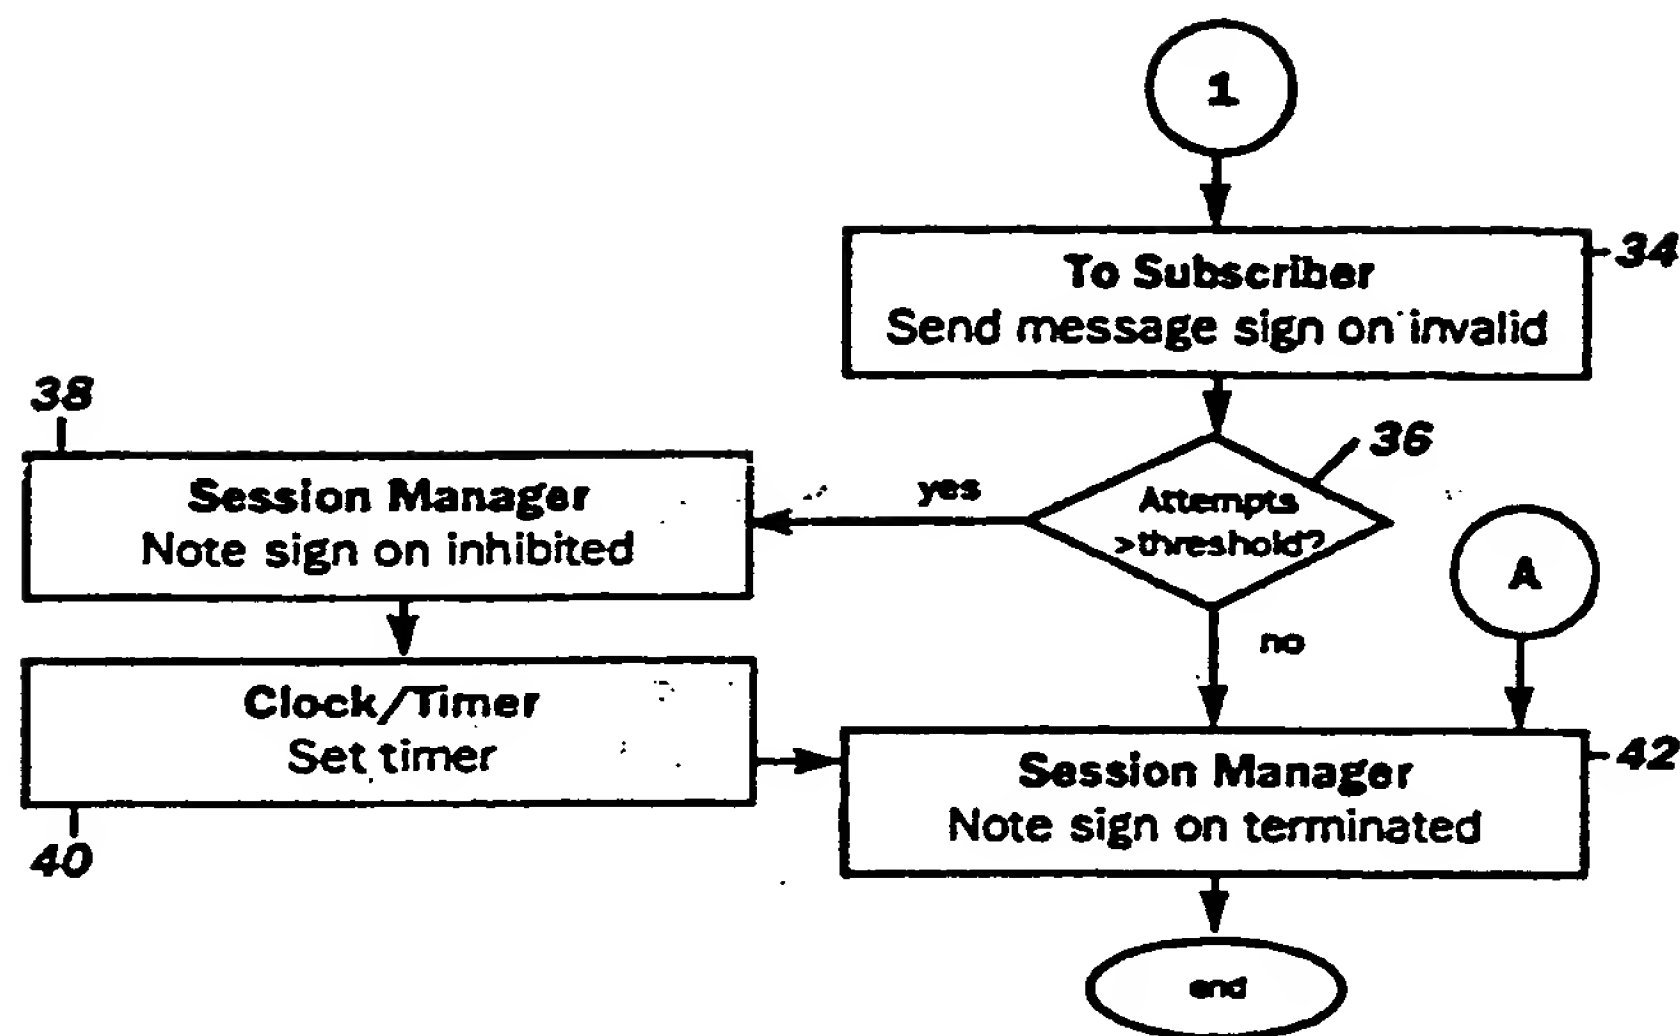 1
To Subscriber
Send message sign on invalid
34
36
Attempts
>threshold?
yes
no
38
Session Manager
Note sign on inhibited
Clock/Timer
Set timer
40
A
Session Manager
Note sign on terminated
42
end